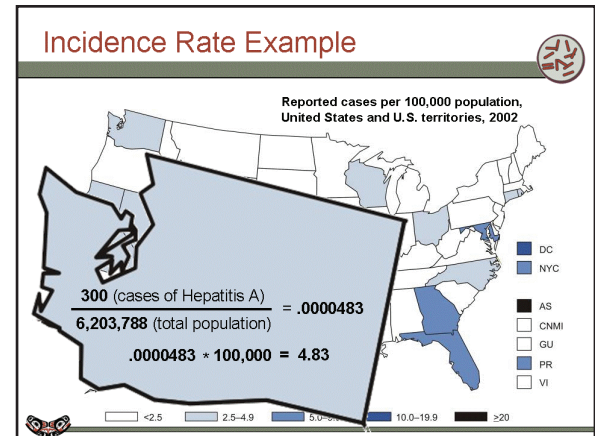 Incidence Rate Example
Reported cases per 100,000 population,
United States and U.S. territories, 2002
300 (cases of Hepatitis A)
= .0000483
6,203,788 (total population)
.0000483 * 100,000 = 4.83
DC
NYC
AS
CNMI
GU
PR
VI
<2.5 2.5–4.9 10.0–19.9 ≥20